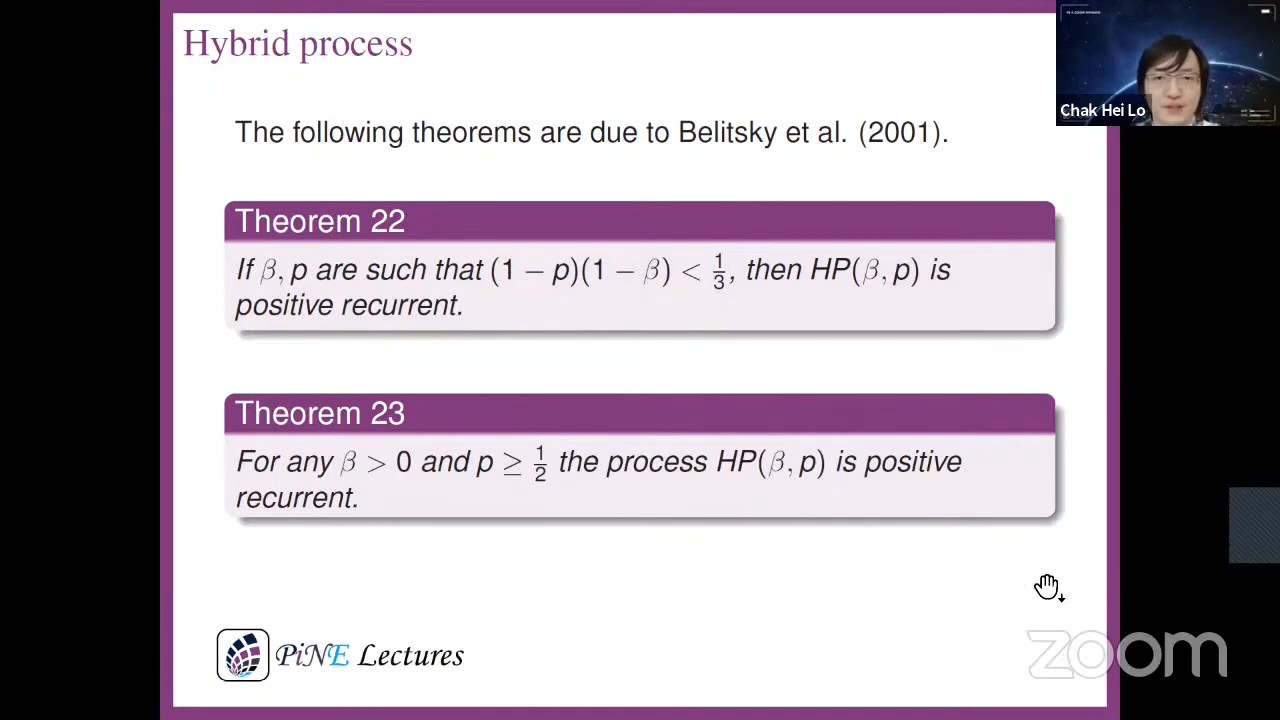 Hybrid process
Chak Hei Lo
The following theorems are due to Belitsky et al. (2001).
Theorem 22
If β, p are such that (1 − p)(1 − β) < 1/3, then HP(β, p) is
positive recurrent.
Theorem 23
For any β > 0 and p ≥ 1/2 the process HP(β, p) is positive
recurrent.
PiNE Lectures
zoom